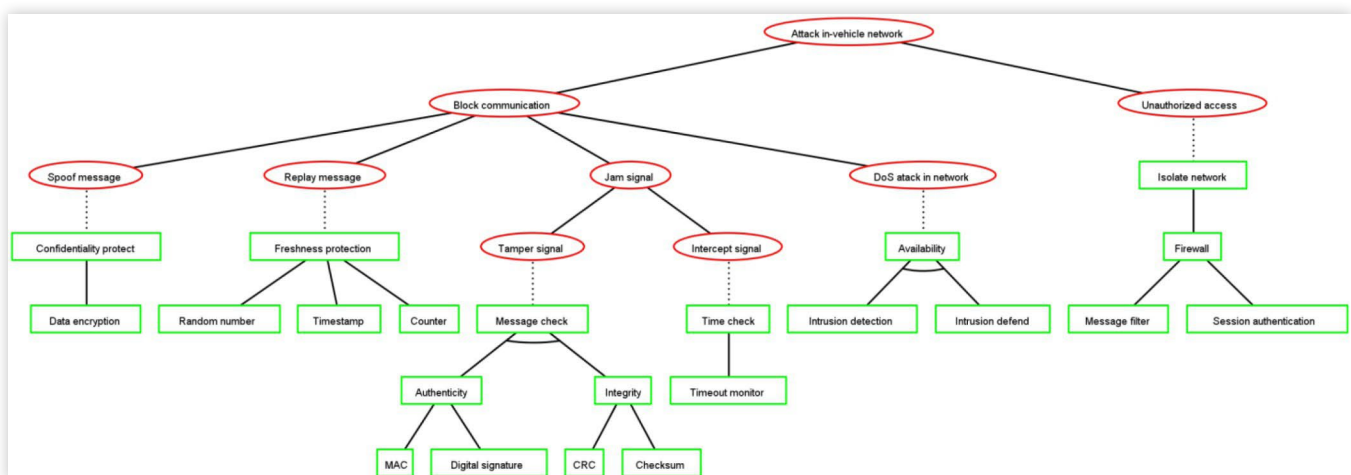 Attack in-vehicle network
Block communication
Unauthorized access
Spoof message
Replay message
Jam signal
DoS atack in network
Isolate network
Confidentiality protect
Freshness protection
Tamper signal
Intercept signal
Availability
Firewall
Data encryption
Random number
Timestamp
Counter
Message check
Time check
Intrusion detection
Intrusion defend
Message filter
Session authentication
Authenticity
Integrity
Timeout monitor
MAC
Digital signature
CRC
Checksum